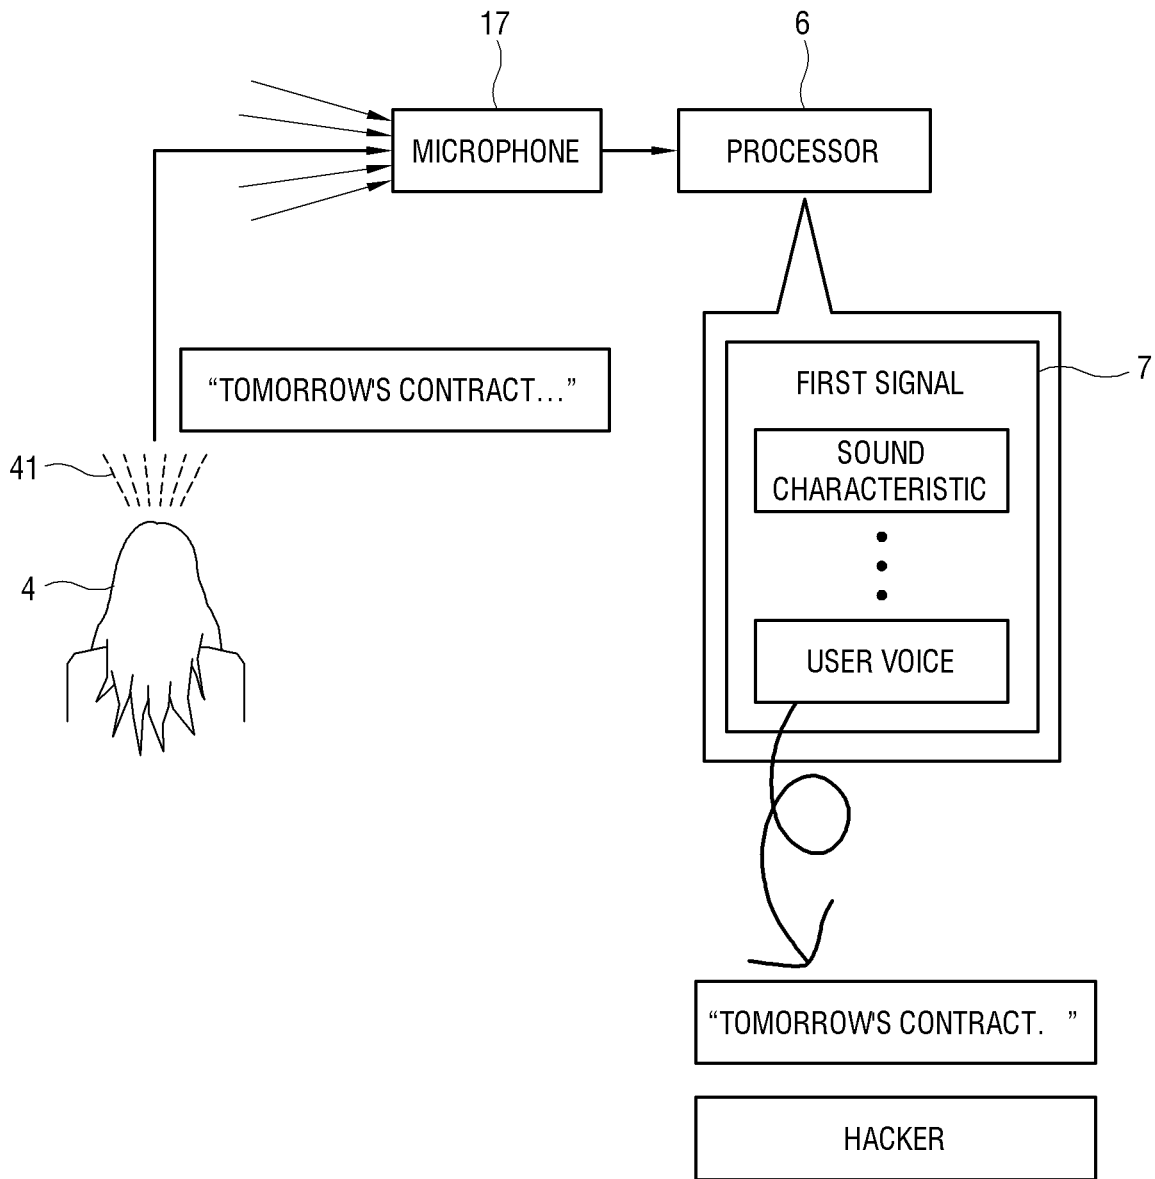 17
6
MICROPHONE
PROCESSOR
“TOMORROW'S CONTRACT...”
7
FIRST SIGNAL
SOUND
CHARACTERISTIC
41
4
USER VOICE
“TOMORROW'S CONTRACT. ”
HACKER